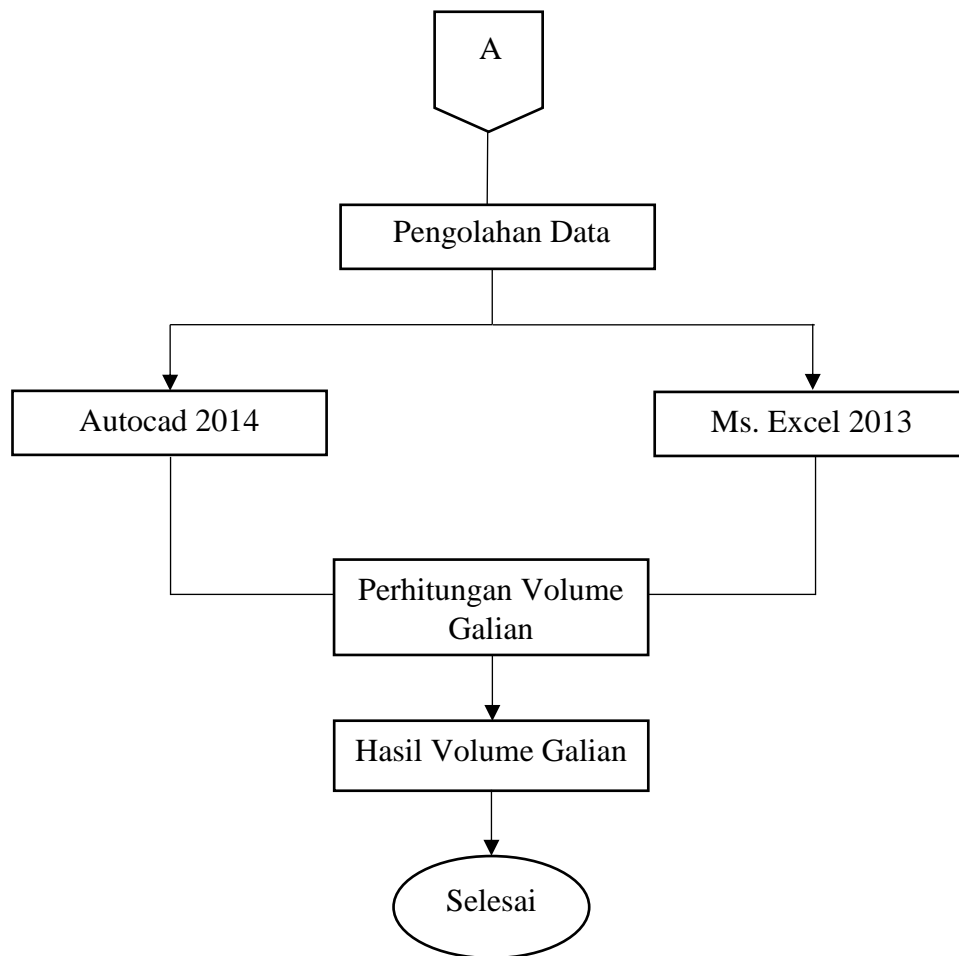 A
Pengolahan Data
Autocad 2014
Ms. Excel 2013
Perhitungan Volume
Galian
Hasil Volume Galian
Selesai